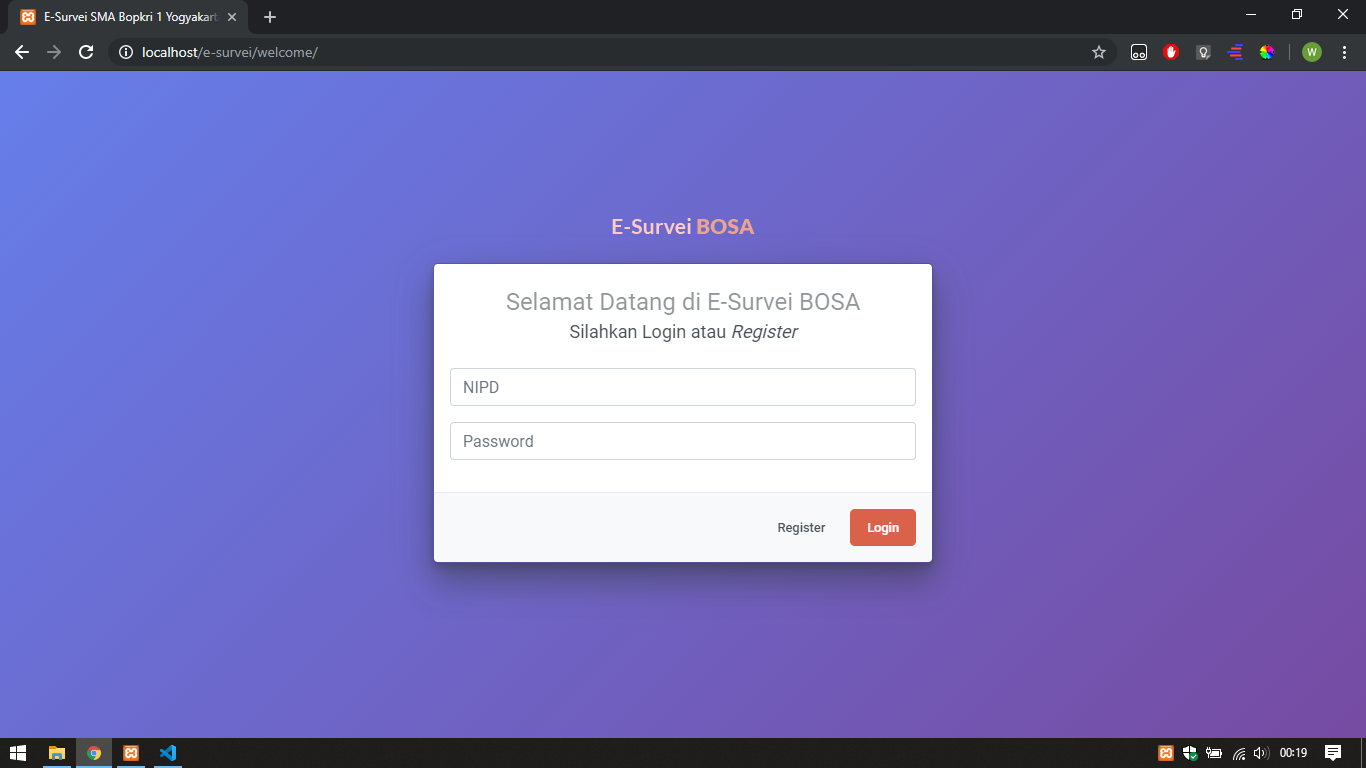 E-Survei SMA Bopkri 1 Yogyakart
localhost/e-survei/welcome/
W
E-Survei BOSA
Selamat Datang di E-Survei BOSA
Silahkan Login atau Register
NIPD
Password
Register
Login
00:19